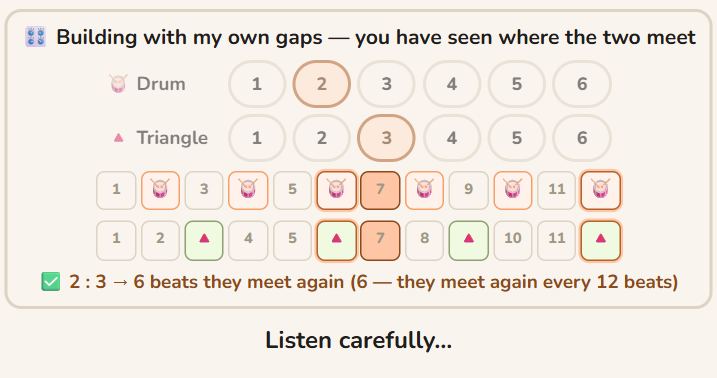 Building with my own gaps — you have seen where the two meet
Drum 1 2 3 4 5 6
Triangle 1 2 3 4 5 6
1 3 5 7 9 11
1 2 4 5 7 8 10 11
2 : 3 → 6 beats they meet again (6 — they meet again every 12 beats)
Listen carefully...